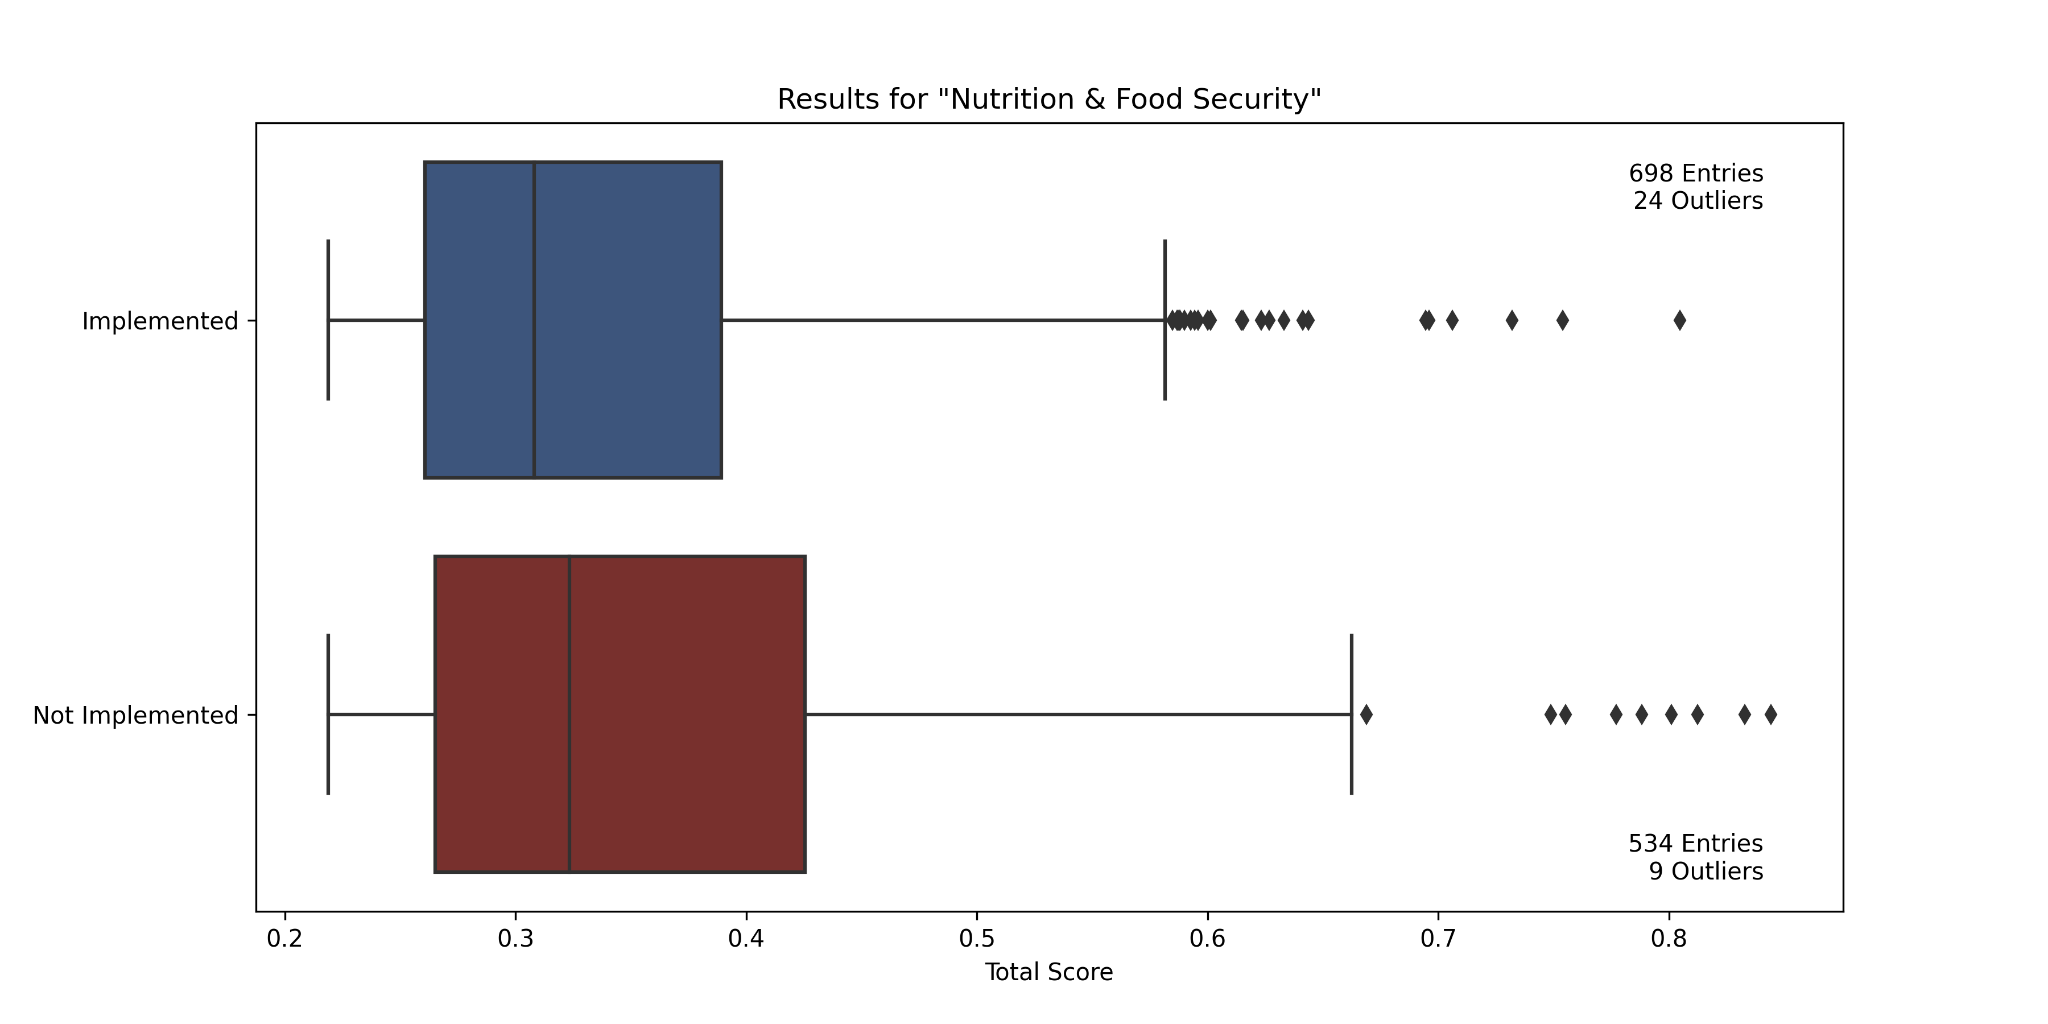 Results for "Nutrition & Food Security"
698 Entries
24 Outliers
Implemented
Not Implemented
534 Entries
9 Outliers
0.2 0.3 0.4 0.5 0.6 0.7 0.8
Total Score